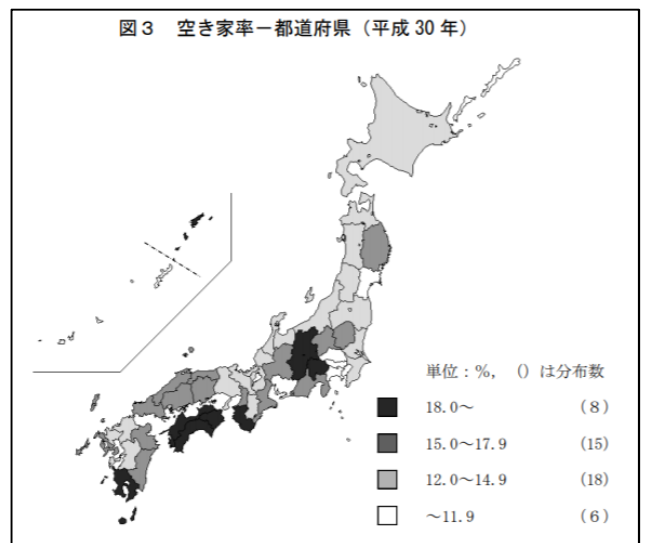 図3 空き家率－都道府県（平成 30 年）
単位：%， （）は分布数
18.0～ （8）
15.0～17.9 （15）
12.0～14.9 （18）
～11.9 （6）